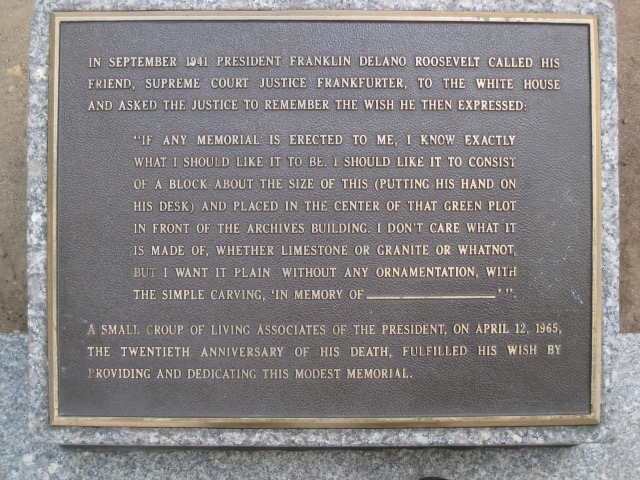 IN SEPTEMBER 1941 PRESIDENT FRANKLIN DELANO ROOSEVELT CALLED HIS
FRIEND, SUPREME COURT JUSTICE FRANKFURTER, TO THE WHITE HOUSE
AND ASKED THE JUSTICE TO REMEMBER THE WISH HE THEN EXPRESSED:
"IF ANY MEMORIAL IS ERECTED TO ME, I KNOW EXACTLY
WHAT I SHOULD LIKE IT TO BE. I SHOULD LIKE IT TO CONSIST
OF A BLOCK ABOUT THE SIZE OF THIS (PUTTING HIS HAND ON
HIS DESK) AND PLACED IN THE CENTER OF THAT GREEN PLOT
IN FRONT OF THE ARCHIVES BUILDING. I DON'T CARE WHAT IT
IS MADE OF, WHETHER LIMESTONE OR GRANITE OR WHATNOT,
BUT I WANT IT PLAIN WITHOUT ANY ORNAMENTATION, WITH
THE SIMPLE CARVING, 'IN MEMORY OF ____________'".
A SMALL GROUP OF LIVING ASSOCIATES OF THE PRESIDENT, ON APRIL 12, 1965,
THE TWENTIETH ANNIVERSARY OF HIS DEATH, FULFILLED HIS WISH BY
PROVIDING AND DEDICATING THIS MODEST MEMORIAL.